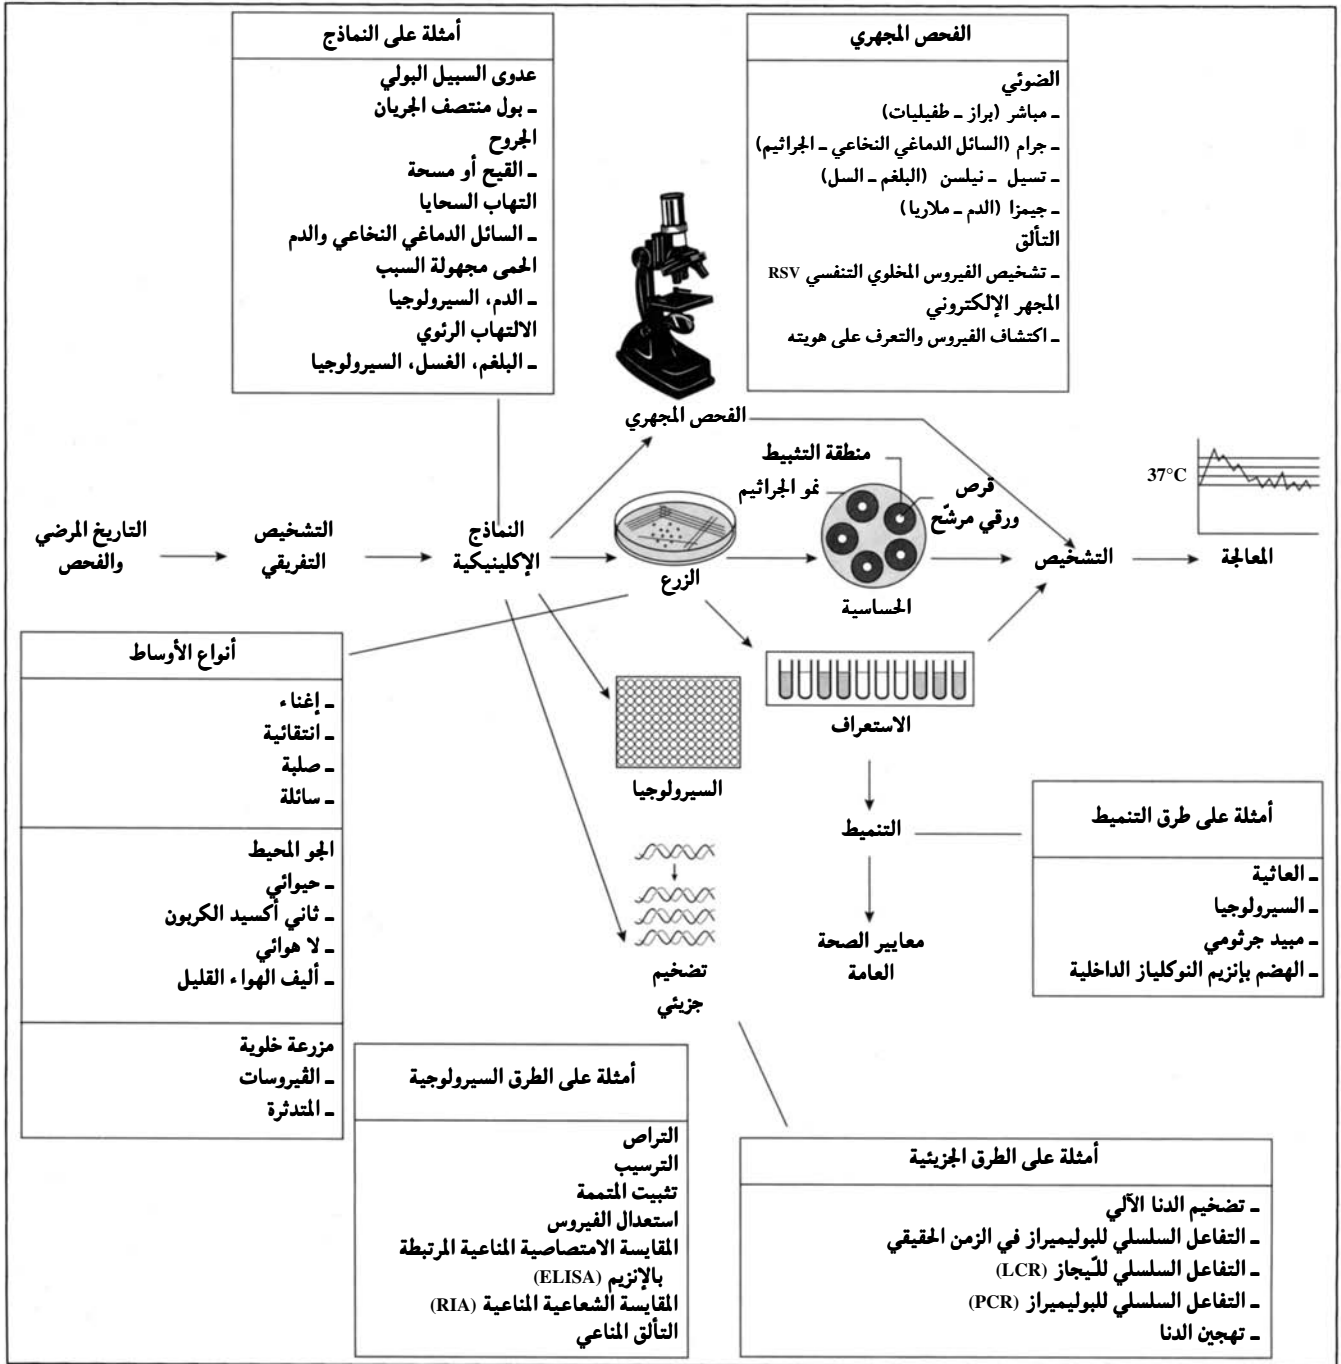 أمثلة على النماذج
عدوى السبيل البولي
ـ بول منتصف الجريان
الجروح
ـ القيح أو مسحة
التهاب السحايا
ـ السائل الدماغي النخاعي والدم
الحمى مجهولة السبب
ـ الدم، السيرولوجيا
الالتهاب الرئوي
ـ البلغم، الغسل، السيرولوجيا
الفحص المجهري
الضوئي
ـ مباشر (براز ـ طفيليات)
ـ جرام (السائل الدماغي النخاعي ـ الجراثيم)
ـ تسيل ـ نيلسن (البلغم ـ السل)
ـ جيمزا (الدم ـ ملاريا)
التألق
ـ تشخيص الفيروس المخلوي التنفسي RSV
المجهر الإلكتروني
ـ اكتشاف الفيروس والتعرف على هويته
الفحص المجهري
منطقة التثبيط
نمو الجراثيم
قرص
ورقي مرشّح
37°C
التاريخ المرضي
والفحص
التشخيص
التفريقي
النماذج
الإكلينيكية
الزرع
الحساسية
التشخيص
المعالجة
أنواع الأوساط
ـ إغناء
ـ انتقائية
ـ صلبة
ـ سائلة
الجو المحيط
ـ حيوائي
ـ ثاني أكسيد الكربون
ـ لا هوائي
ـ أليف الهواء القليل
مزرعة خلوية
ـ الڤيروسات
ـ المتدثرة
السيرولوجيا
الاستعراف
التنميط
معايير الصحة
العامة
تضخيم
جزيئي
أمثلة على طرق التنميط
ـ العاثية
ـ السيرولوجيا
ـ مبيد جرثومي
ـ الهضم بإنزيم النوكلياز الداخلية
أمثلة على الطرق السيرولوجية
التراص
الترسيب
تثبيت المتممة
استعدال الفيروس
المقايسة الامتصاصية المناعية المرتبطة
بالإنزيم (ELISA)
المقايسة الشعاعية المناعية (RIA)
التألق المناعي
أمثلة على الطرق الجزيئية
ـ تضخيم الدنا الآلي
ـ التفاعل السلسلي للبوليميراز في الزمن الحقيقي
ـ التفاعل السلسلي للّيجاز (LCR)
ـ التفاعل السلسلي للبوليميراز (PCR)
ـ تهجين الدنا